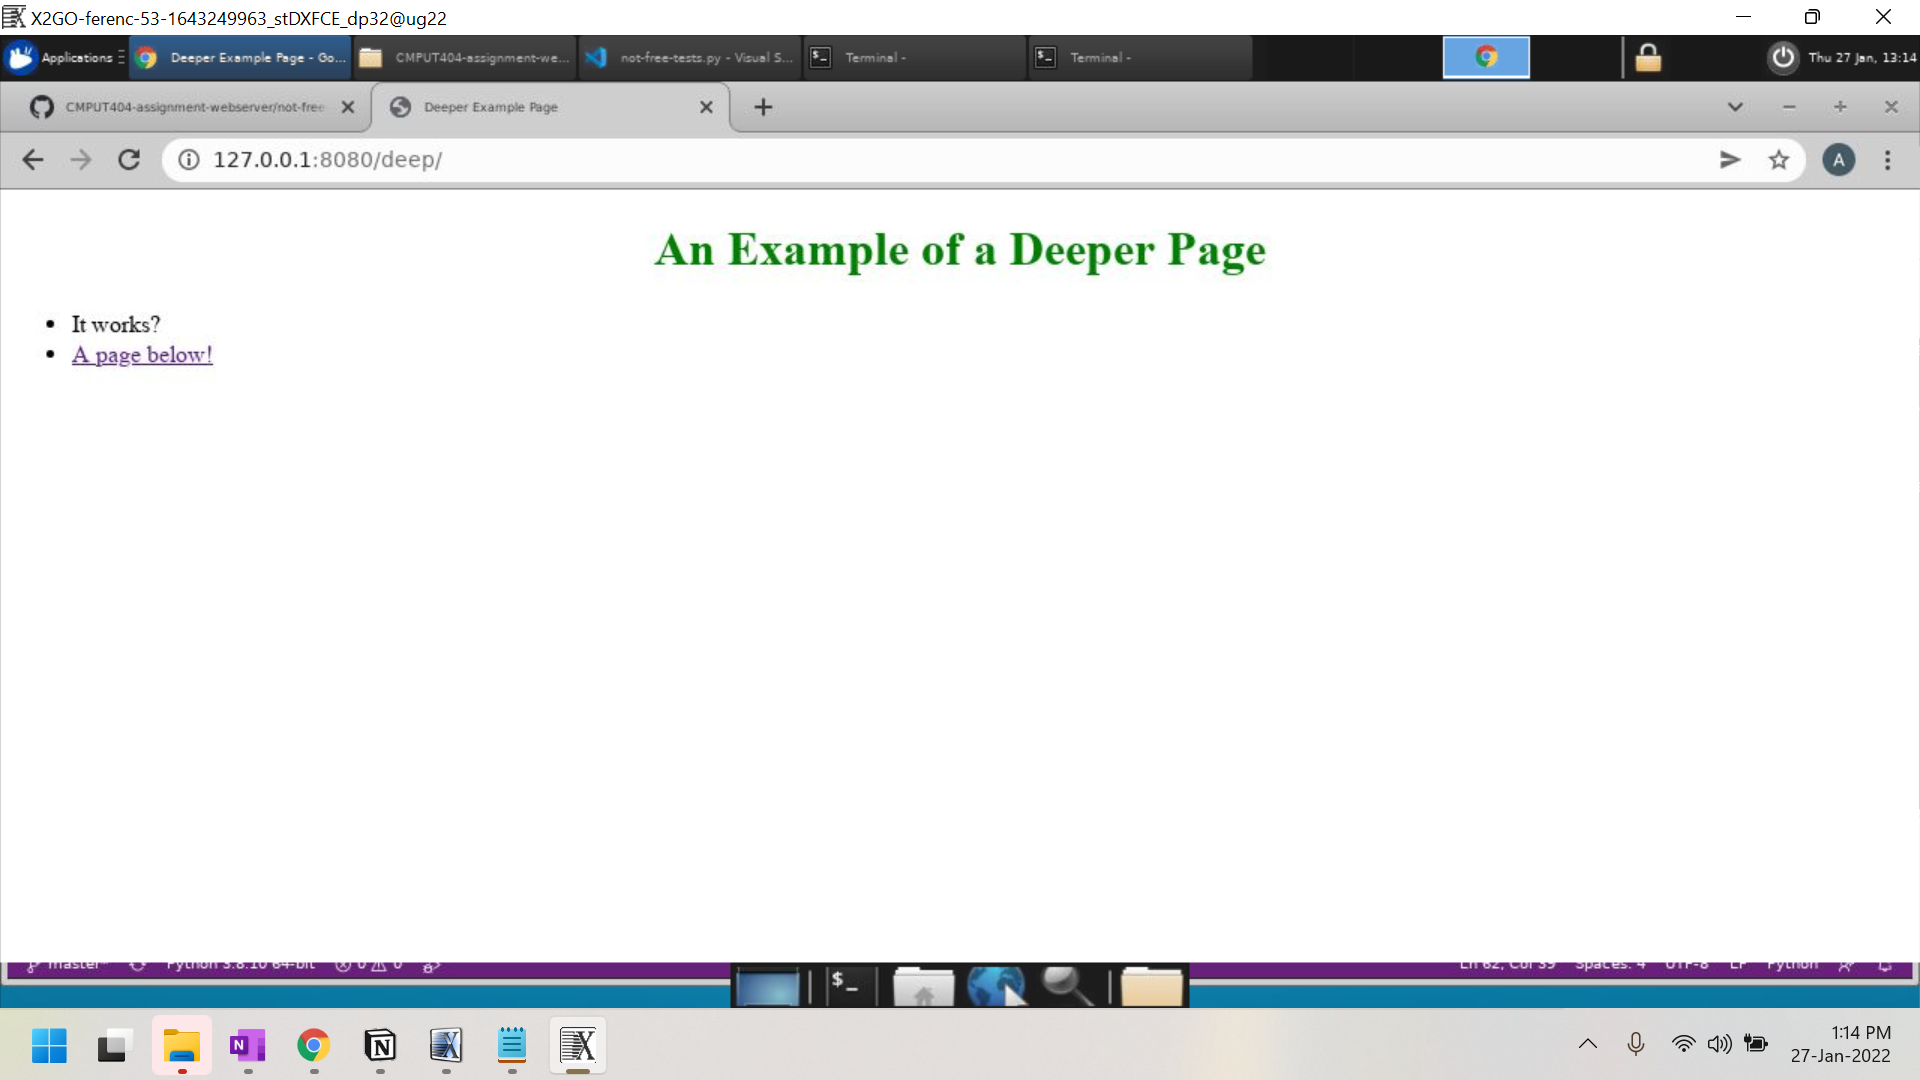 X2GO-ferenc-53-1643249963_stDXFCE_dp32@ug22
Applications Deeper Example Page - Go... CMPUT404-assignment-we... not-free-tests.py - Visual S... Terminal - Terminal - Thu 27 Jan, 13:14
CMPUT404-assignment-webserver/not-free Deeper Example Page
127.0.0.1:8080/deep/ A
An Example of a Deeper Page
It works?
A page below!
master* Python 3.8.10 64-bit 0 0 Ln 62, Col 39 Spaces: 4 UTF-8 LF Python
1:14 PM
27-Jan-2022